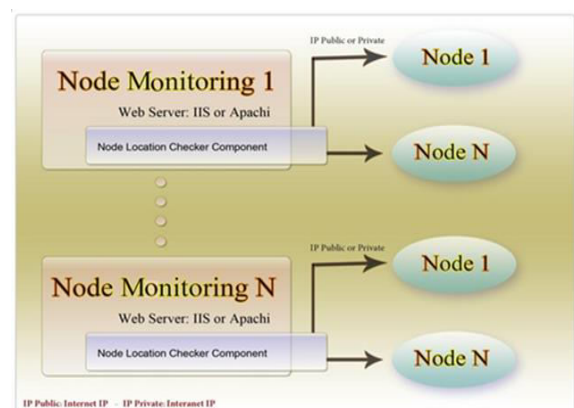 IP Public or Private
Node 1
Node Monitoring 1
Web Server: IIS or Apachi
Node Location Checker Component
Node N
IP Public or Private
Node 1
Node Monitoring N
Web Server: IIS or Apachi
Node Location Checker Component
Node N
IP Public: Internet IP - IP Private: Interanet IP